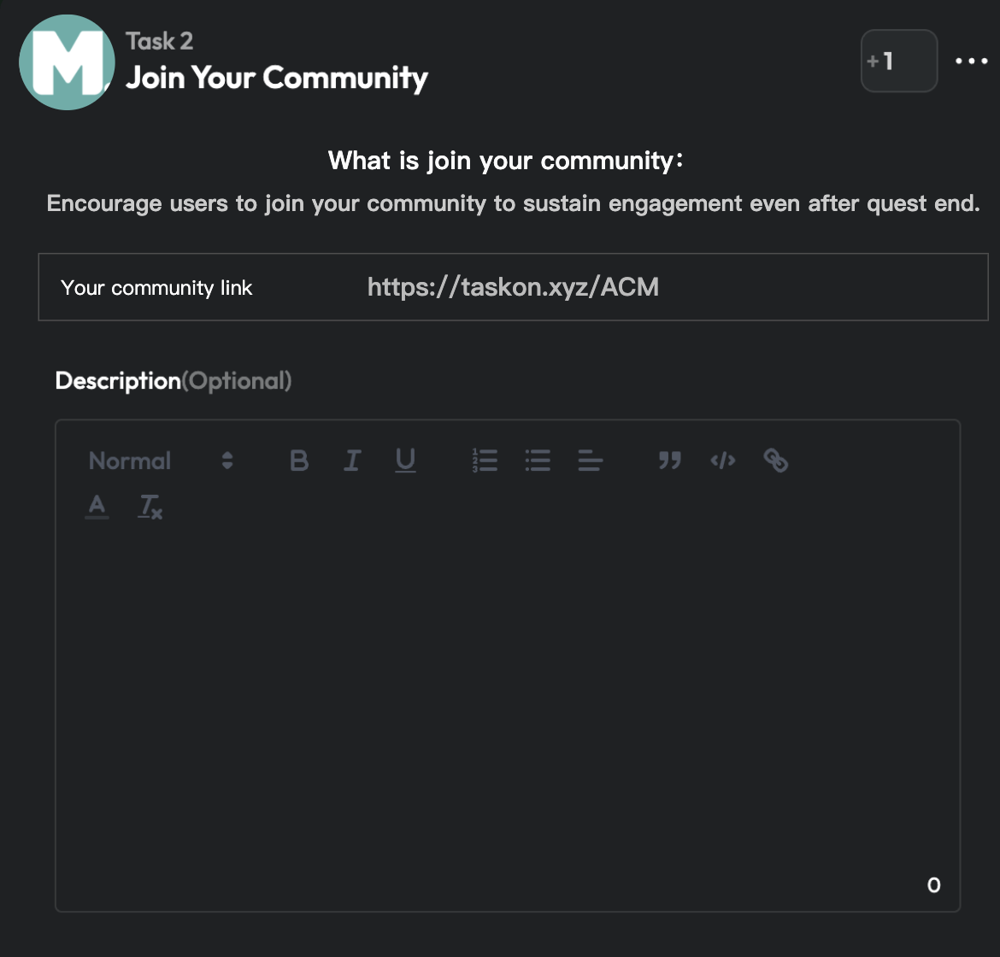 M.
Task 2
Join Your Community
+1
What is join your community:
Encourage users to join your community to sustain engagement even after quest end.
Your community link https://taskon.xyz/ACM
Description(Optional)
Normal B I U
A Tx
0